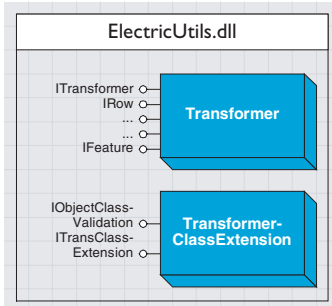 ElectricUtils.dll
ITransformer
IRow
...
...
IFeature
Transformer
IObjectClass-
Validation
ITransClass-
Extension
Transformer-
ClassExtension